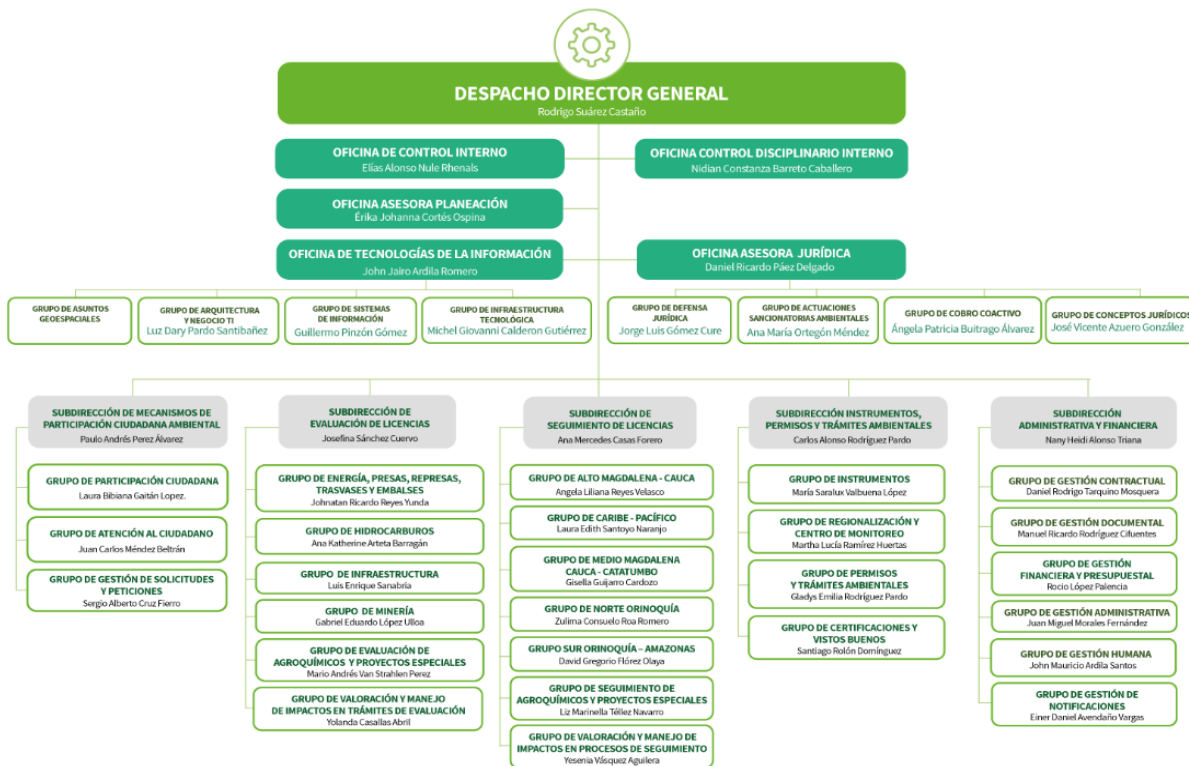 DESPACHO DIRECTOR GENERAL
Rodrigo Suárez Castaño
OFICINA DE CONTROL INTERNO
Elías Alonso Nule Rhenals
OFICINA CONTROL DISCIPLINARIO INTERNO
Nidian Constanza Barreto Caballero
OFICINA ASESORA PLANEACIÓN
Érika Johanna Cortés Ospina
OFICINA DE TECNOLOGÍAS DE LA INFORMACIÓN
John Jairo Ardila Romero
OFICINA ASESORA JURÍDICA
Daniel Ricardo Páez Delgado
GRUPO DE ASUNTOS
GEOESPACIALES
GRUPO DE ARQUITECTURA
Y NEGOCIO TI
Luz Dary Pardo Santibañez
GRUPO DE SISTEMAS
DE INFORMACIÓN
Guillermo Pinzón Gómez
GRUPO DE INFRAESTRUCTURA
TECNOLÓGICA
Michel Giovanni Calderon Gutiérrez
GRUPO DE DEFENSA
JURÍDICA
Jorge Luis Gómez Cure
GRUPO DE ACTUACIONES
SANCIONATORIAS AMBIENTALES
Ana María Ortegón Méndez
GRUPO DE COBRO COACTIVO
Ángela Patricia Buitrago Álvarez
GRUPO DE CONCEPTOS JURÍDICOS
José Vicente Azuero González
SUBDIRECCIÓN DE MECANISMOS DE
PARTICIPACIÓN CIUDADANA AMBIENTAL
Paulo Andrés Perez Álvarez
GRUPO DE PARTICIPACIÓN CIUDADANA
Laura Bibiana Gaitán Lopez.
GRUPO DE ATENCIÓN AL CIUDADANO
Juan Carlos Méndez Beltrán
GRUPO DE GESTIÓN DE SOLICITUDES
Y PETICIONES
Sergio Alberto Cruz Fierro
SUBDIRECCIÓN DE
EVALUACIÓN DE LICENCIAS
Josefina Sánchez Cuervo
GRUPO DE ENERGÍA, PRESAS, REPRESAS,
TRASVASES Y EMBALSES
Johnatan Ricardo Reyes Yunda
GRUPO DE HIDROCARBUROS
Ana Katherine Arteta Barragán
GRUPO DE INFRAESTRUCTURA
Luis Enrique Sanabria
GRUPO DE MINERÍA
Gabriel Eduardo López Ulloa
GRUPO DE EVALUACIÓN DE
AGROQUÍMICOS Y PROYECTOS ESPECIALES
Mario Andrés Van Strahlen Perez
GRUPO DE VALORACIÓN Y MANEJO
DE IMPACTOS EN TRÁMITES DE EVALUACIÓN
Yolanda Casallas Abril
SUBDIRECCIÓN DE
SEGUIMIENTO DE LICENCIAS
Ana Mercedes Casas Forero
GRUPO DE ALTO MAGDALENA - CAUCA
Angela Liliana Reyes Velasco
GRUPO DE CARIBE - PACÍFICO
Laura Edith Santoyo Naranjo
GRUPO DE MEDIO MAGDALENA
CAUCA - CATATUMBO
Gisella Guijarro Cardozo
GRUPO DE NORTE ORINOQUÍA
Zulima Consuelo Roa Romero
GRUPO SUR ORINOQUÍA – AMAZONAS
David Gregorio Flórez Olaya
GRUPO DE SEGUIMIENTO DE
AGROQUÍMICOS Y PROYECTOS ESPECIALES
Liz Marinella Téllez Navarro
GRUPO DE VALORACIÓN Y MANEJO DE
IMPACTOS EN PROCESOS DE SEGUIMIENTO
Yesenia Vásquez Aguilera
SUBDIRECCIÓN INSTRUMENTOS,
PERMISOS Y TRÁMITES AMBIENTALES
Carlos Alonso Rodríguez Pardo
GRUPO DE INSTRUMENTOS
María Saralux Valbuena López
GRUPO DE REGIONALIZACIÓN Y
CENTRO DE MONITOREO
Martha Lucía Ramírez Huertas
GRUPO DE PERMISOS
Y TRÁMITES AMBIENTALES
Gladys Emilia Rodríguez Pardo
GRUPO DE CERTIFICACIONES Y
VISTOS BUENOS
Santiago Rolón Domínguez
SUBDIRECCIÓN
ADMINISTRATIVA Y FINANCIERA
Nany Heidi Alonso Triana
GRUPO DE GESTIÓN CONTRACTUAL
Daniel Rodrigo Tarquino Mosquera
GRUPO DE GESTIÓN DOCUMENTAL
Manuel Ricardo Rodríguez Cifuentes
GRUPO DE GESTIÓN
FINANCIERA Y PRESUPUESTAL
Rocio López Palencia
GRUPO DE GESTIÓN ADMINISTRATIVA
Juan Miguel Morales Fernández
GRUPO DE GESTIÓN HUMANA
John Mauricio Ardila Santos
GRUPO DE GESTIÓN DE
NOTIFICACIONES
Einer Daniel Avendaño Vargas